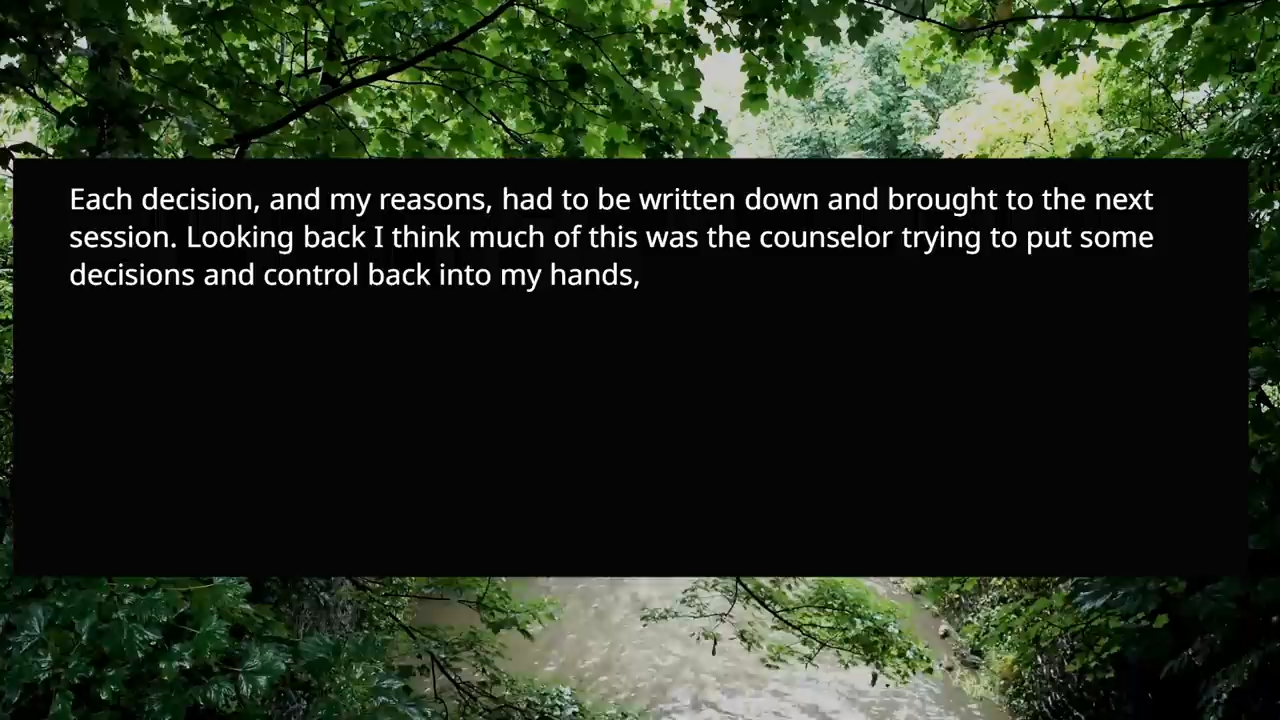 Each decision, and my reasons, had to be written down and brought to the next
session. Looking back I think much of this was the counselor trying to put some
decisions and control back into my hands,